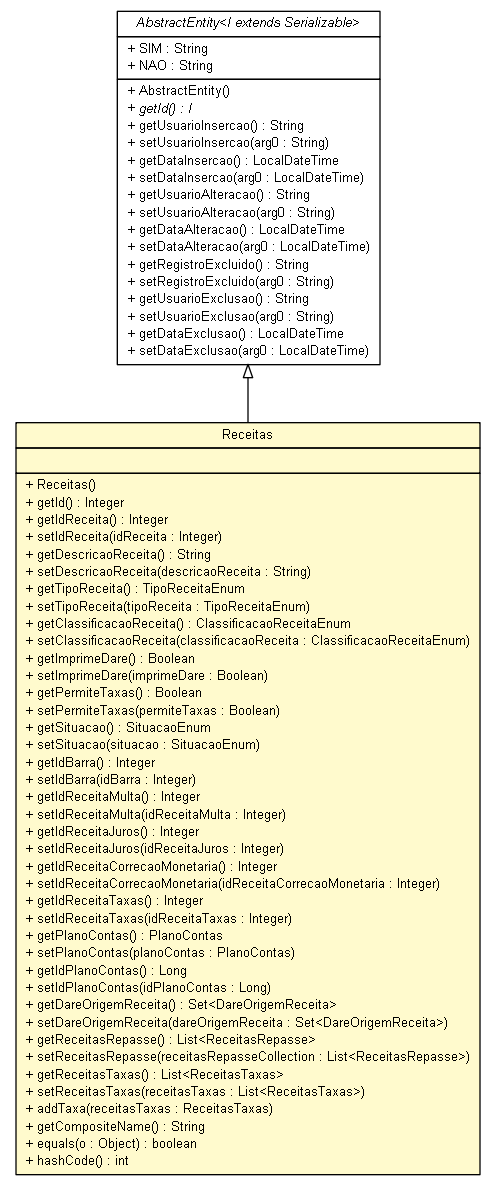 AbstractEntity<I extends Serializable>
+ SIM : String
+ NAO : String
+ AbstractEntity()
+ getId() : I
+ getUsuarioInsercao() : String
+ setUsuarioInsercao(arg0 : String)
+ getDataInsercao() : LocalDateTime
+ setDataInsercao(arg0 : LocalDateTime)
+ getUsuarioAlteracao() : String
+ setUsuarioAlteracao(arg0 : String)
+ getDataAlteracao() : LocalDateTime
+ setDataAlteracao(arg0 : LocalDateTime)
+ getRegistroExcluido() : String
+ setRegistroExcluido(arg0 : String)
+ getUsuarioExclusao() : String
+ setUsuarioExclusao(arg0 : String)
+ getDataExclusao() : LocalDateTime
+ setDataExclusao(arg0 : LocalDateTime)
Receitas
+ Receitas()
+ getId() : Integer
+ getIdReceita() : Integer
+ setIdReceita(idReceita : Integer)
+ getDescricaoReceita() : String
+ setDescricaoReceita(descricaoReceita : String)
+ getTipoReceita() : TipoReceitaEnum
+ setTipoReceita(tipoReceita : TipoReceitaEnum)
+ getClassificacaoReceita() : ClassificacaoReceitaEnum
+ setClassificacaoReceita(classificacaoReceita : ClassificacaoReceitaEnum)
+ getImprimeDare() : Boolean
+ setImprimeDare(imprimeDare : Boolean)
+ getPermiteTaxas() : Boolean
+ setPermiteTaxas(permiteTaxas : Boolean)
+ getSituacao() : SituacaoEnum
+ setSituacao(situacao : SituacaoEnum)
+ getIdBarra() : Integer
+ setIdBarra(idBarra : Integer)
+ getIdReceitaMulta() : Integer
+ setIdReceitaMulta(idReceitaMulta : Integer)
+ getIdReceitaJuros() : Integer
+ setIdReceitaJuros(idReceitaJuros : Integer)
+ getIdReceitaCorrecaoMonetaria() : Integer
+ setIdReceitaCorrecaoMonetaria(idReceitaCorrecaoMonetaria : Integer)
+ getIdReceitaTaxas() : Integer
+ setIdReceitaTaxas(idReceitaTaxas : Integer)
+ getPlanoContas() : PlanoContas
+ setPlanoContas(planoContas : PlanoContas)
+ getIdPlanoContas() : Long
+ setIdPlanoContas(idPlanoContas : Long)
+ getDareOrigemReceita() : Set<DareOrigemReceita>
+ setDareOrigemReceita(dareOrigemReceita : Set<DareOrigemReceita>)
+ getReceitasRepasse() : List<ReceitasRepasse>
+ setReceitasRepasse(receitasRepasseCollection : List<ReceitasRepasse>)
+ getReceitasTaxas() : List<ReceitasTaxas>
+ setReceitasTaxas(receitasTaxas : List<ReceitasTaxas>)
+ addTaxa(receitasTaxas : ReceitasTaxas)
+ getCompositeName() : String
+ equals(o : Object) : boolean
+ hashCode() : int